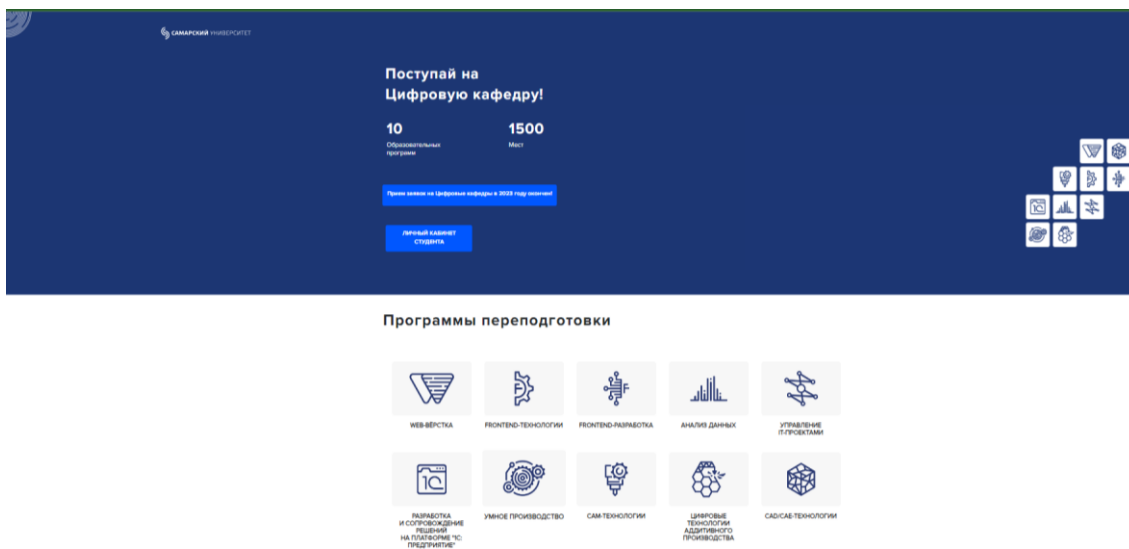 САМАРСКИЙ УНИВЕРСИТЕТ
Поступай на
Цифровую кафедру!
10
Образовательных
программ
1500
Мест
Прием заявок на Цифровые кафедры в 2023 году окончен!
ЛИЧНЫЙ КАБИНЕТ
СТУДЕНТА
1С
Программы переподготовки
WEB-ВЁРСТКА
FRONTEND-ТЕХНОЛОГИИ
FRONTEND-РАЗРАБОТКА
АНАЛИЗ ДАННЫХ
УПРАВЛЕНИЕ
IT-ПРОЕКТАМИ
1С
РАЗРАБОТКА
И СОПРОВОЖДЕНИЕ
РЕШЕНИЙ
НА ПЛАТФОРМЕ "1С:
ПРЕДПРИЯТИЕ"
УМНОЕ ПРОИЗВОДСТВО
CAM-ТЕХНОЛОГИИ
ЦИФРОВЫЕ
ТЕХНОЛОГИИ
АДДИТИВНОГО
ПРОИЗВОДСТВА
CAD/CAE-ТЕХНОЛОГИИ